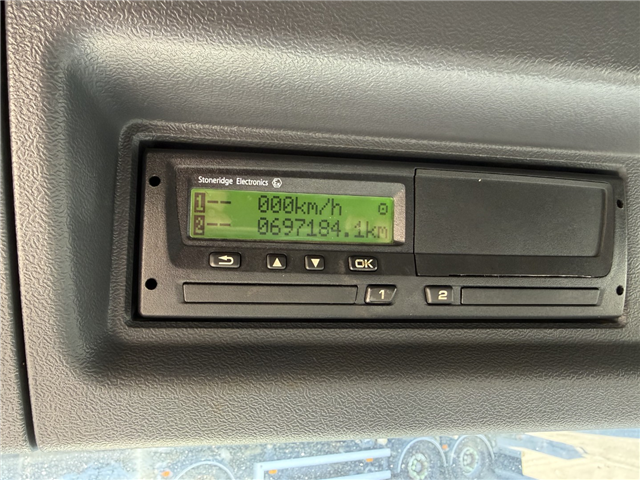 Stoneridge Electronics
1 -- 000km/h
2 -- 0697184.1km
OK
1 2